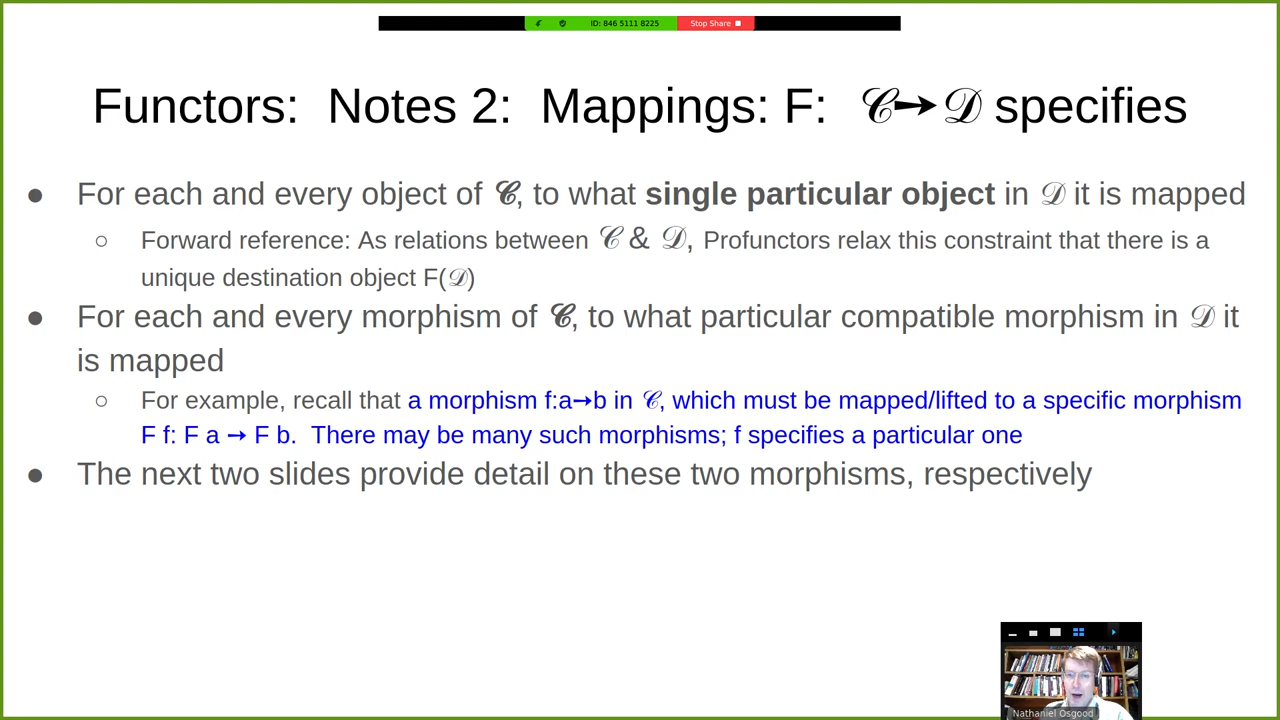 ID: 846 5111 8225 Stop Share
Functors: Notes 2: Mappings: F: 𝒞→𝒟 specifies
● For each and every object of 𝓒, to what single particular object in 𝒟 it is mapped
○ Forward reference: As relations between 𝒞 & 𝒟, Profunctors relax this constraint that there is a
unique destination object F(𝒟)
● For each and every morphism of 𝓒, to what particular compatible morphism in 𝒟 it
is mapped
○ For example, recall that a morphism f:a→b in 𝒞, which must be mapped/lifted to a specific morphism
F f: F a → F b. There may be many such morphisms; f specifies a particular one
● The next two slides provide detail on these two morphisms, respectively
Nathaniel Osgood